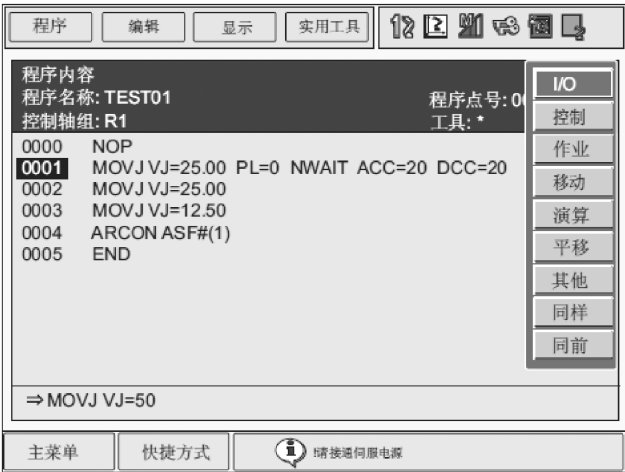 程序 编辑 显示 实用工具
程序内容
程序名称: TEST01 程序点号: 00
控制轴组: R1 工具: *
0000 NOP
0001 MOVJ VJ=25.00 PL=0 NWAIT ACC=20 DCC=20
0002 MOVJ VJ=25.00
0003 MOVJ VJ=12.50
0004 ARCON ASF#(1)
0005 END
I/O
控制
作业
移动
演算
平移
其他
同样
同前
⇒MOVJ VJ=50
主菜单 快捷方式 !请接通伺服电源